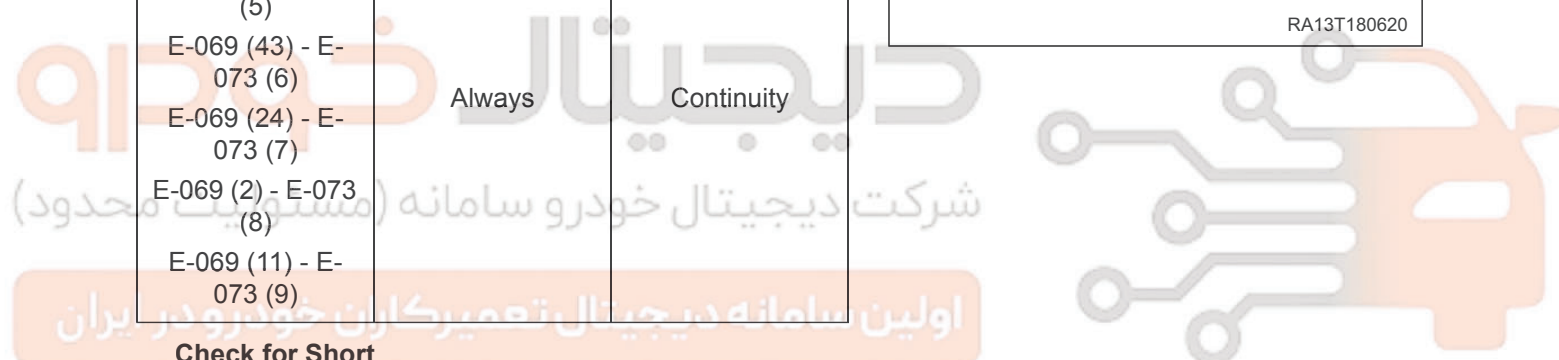 (5)
E-069 (43) - E-
073 (6)
E-069 (24) - E-
073 (7)
E-069 (2) - E-073
(8)
E-069 (11) - E-
073 (9)
Always
Continuity
RA13T180620
دیجیتال خودرو
شرکت دیجیتال خودرو سامانه (مسئولیت محدود)
اولین سامانه دیجیتال تعمیرکاران خودرو در ایران
Check for Short